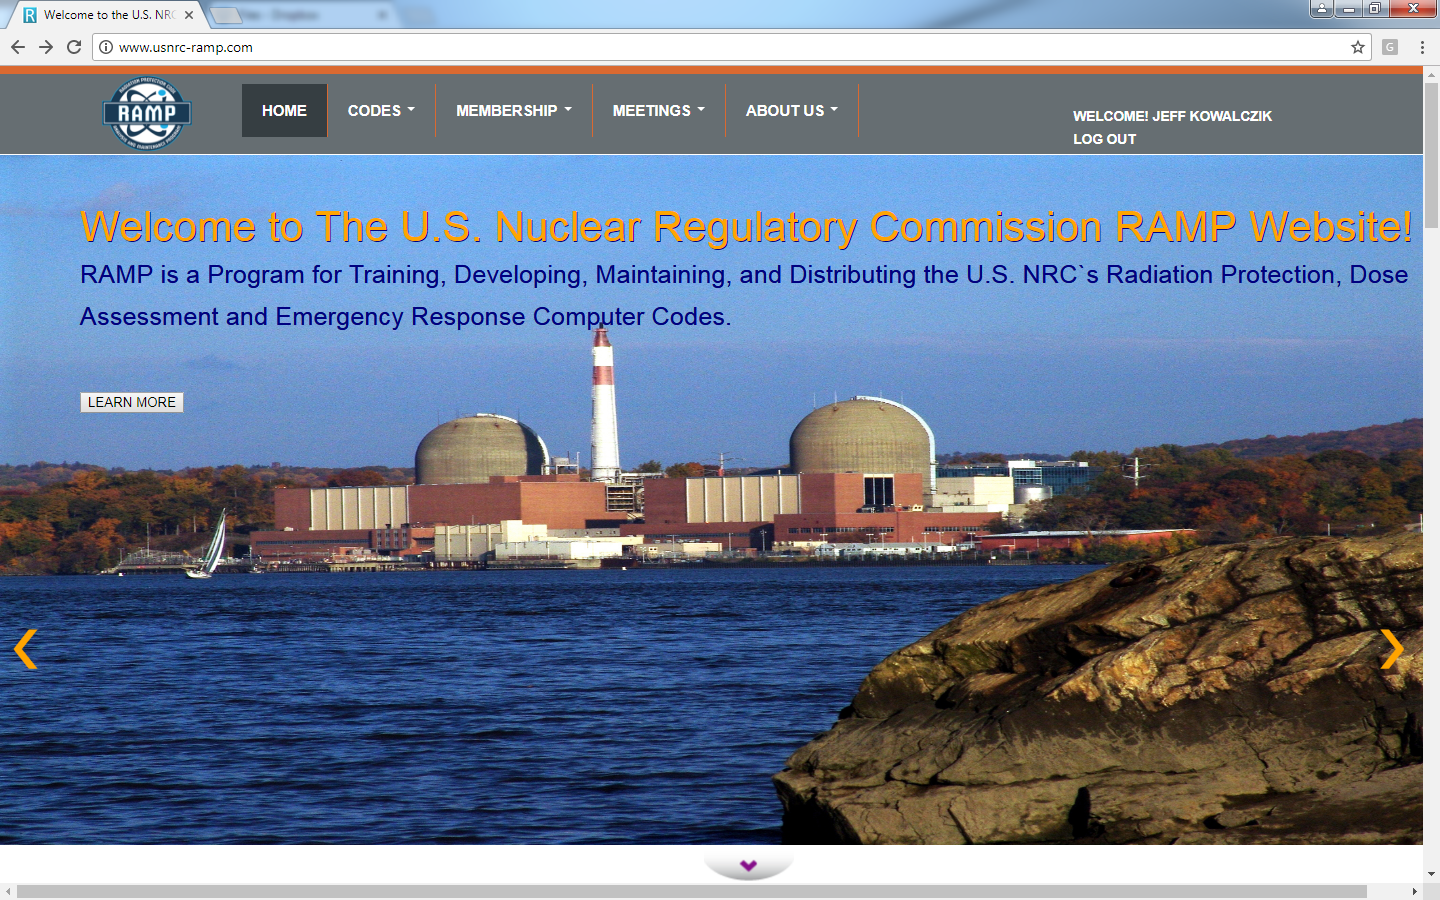 Welcome to the U.S. NRC
www.usnrc-ramp.com
G
RAMP
HOME
CODES
MEMBERSHIP
MEETINGS
ABOUT US
WELCOME! JEFF KOWALCZIK
LOG OUT
Welcome to The U.S. Nuclear Regulatory Commission RAMP Website!
RAMP is a Program for Training, Developing, Maintaining, and Distributing the U.S. NRC`s Radiation Protection, Dose
Assessment and Emergency Response Computer Codes.
LEARN MORE